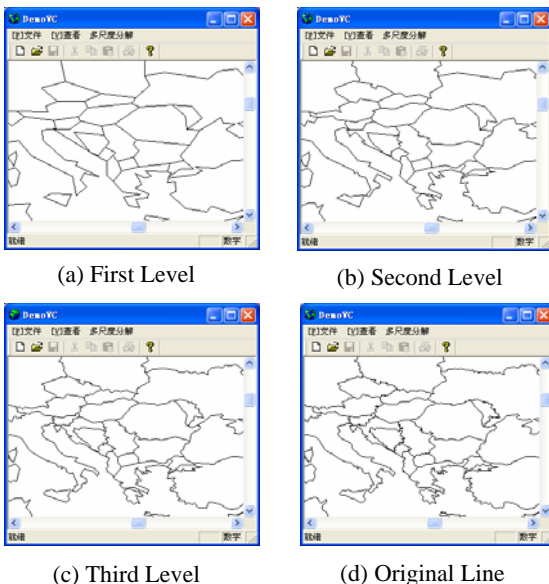 DemoVC
DemoVC
[F]文件 [V]查看 多尺度分解
[F]文件 [V]查看 多尺度分解
就绪 数字
就绪 数字
(a) First Level
(b) Second Level
DemoVC
DemoVC
[F]文件 [V]查看 多尺度分解
[F]文件 [V]查看 多尺度分解
就绪 数字
就绪 数字
(c) Third Level
(d) Original Line